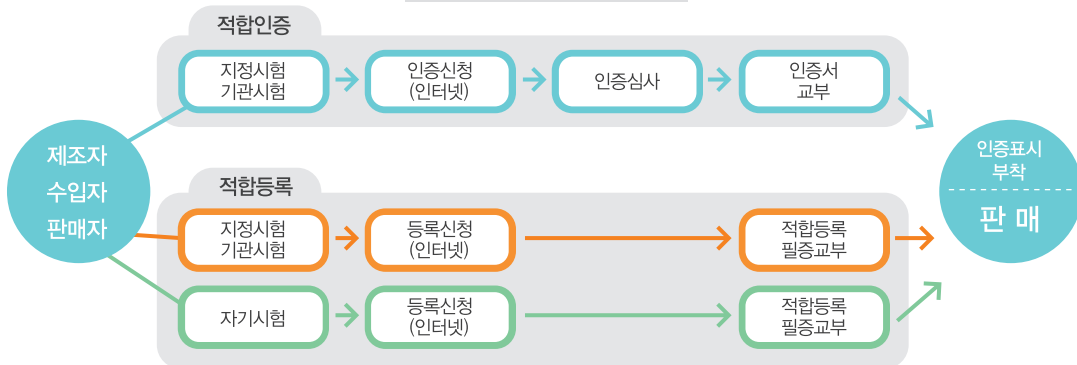 적합인증
지정시험
기관시험
인증신청
(인터넷)
인증심사
인증서
교부
제조자
수입자
판매자
인증표시
부착
판 매
적합등록
지정시험
기관시험
등록신청
(인터넷)
적합등록
필증교부
자기시험
등록신청
(인터넷)
적합등록
필증교부